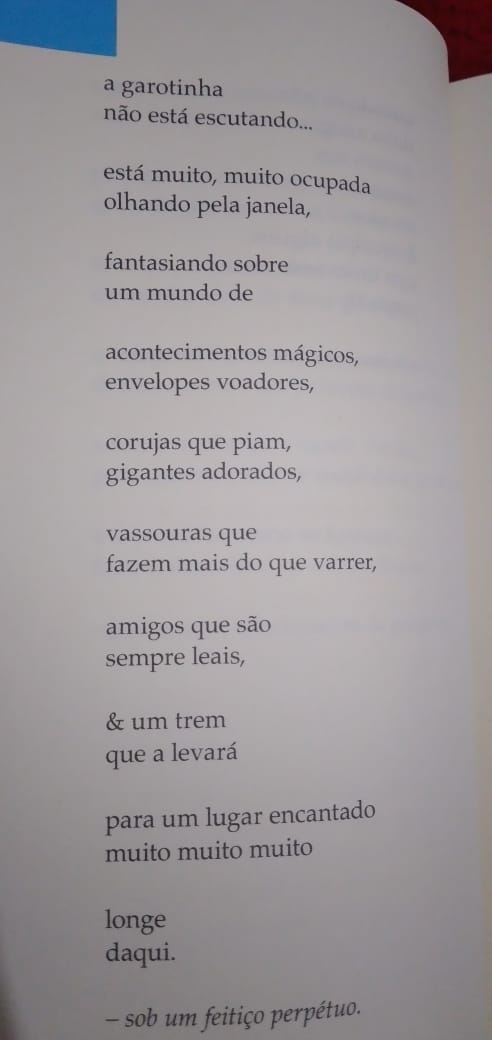 a garotinha
não está escutando...
está muito, muito ocupada
olhando pela janela,
fantasiando sobre
um mundo de
acontecimentos mágicos,
envelopes voadores,
corujas que piam,
gigantes adorados,
vassouras que
fazem mais do que varrer,
amigos que são
sempre leais,
& um trem
que a levará
para um lugar encantado
muito muito muito
longe
daqui.
– sob um feitiço perpétuo.